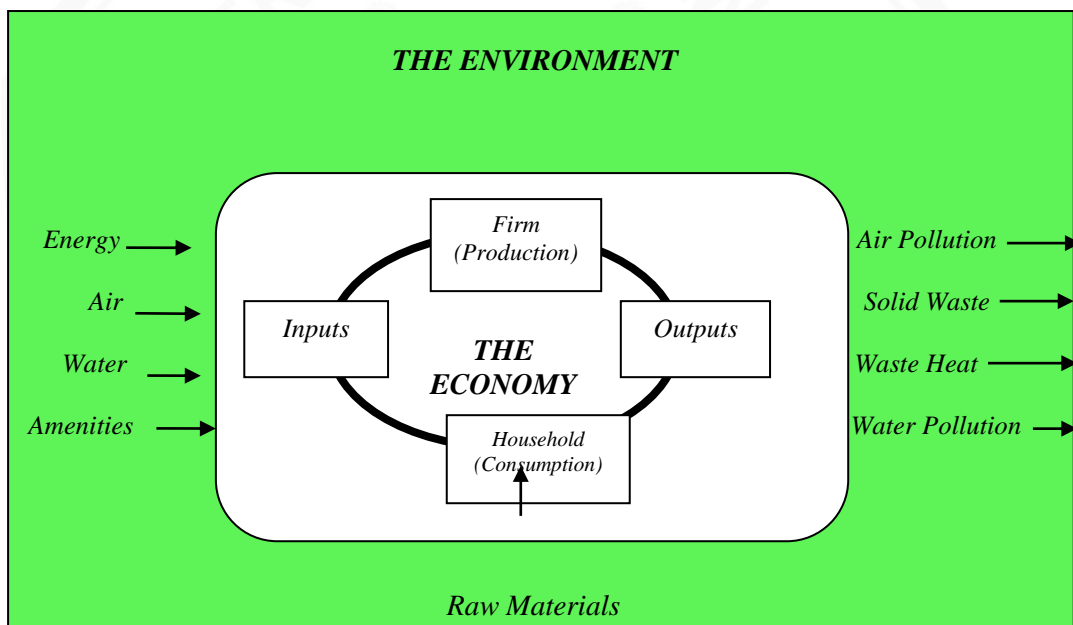 THE ENVIRONMENT
Energy
Air
Water
Amenities
Firm
(Production)
Inputs
Outputs
THE
ECONOMY
Household
(Consumption)
Air Pollution
Solid Waste
Waste Heat
Water Pollution
Raw Materials